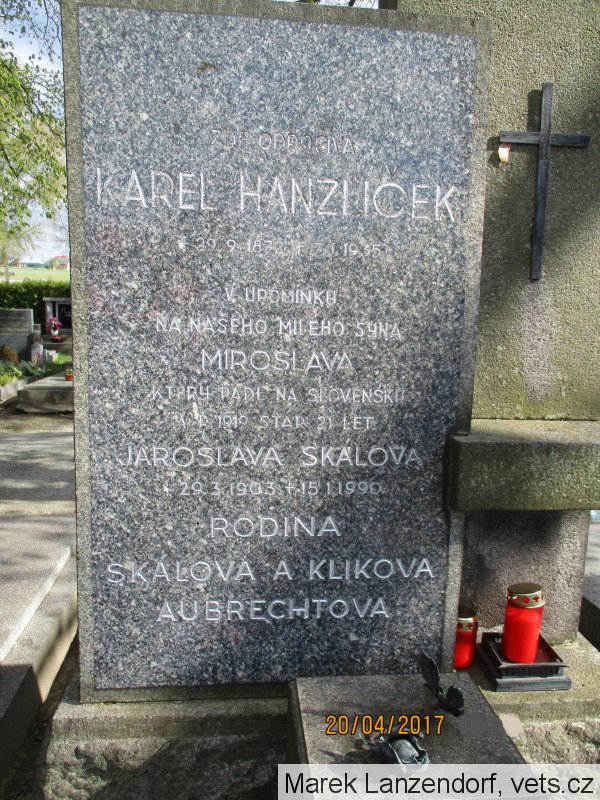 ZDE ODPOČÍVÁ
KAREL HANZLÍČEK
V UPOMÍNKU
NA NAŠEHO MILÉHO SYNA
MIROSLAVA
KTERÝ PADL NA SLOVENSKU
V R. 1919 STÁR 21 LET
JAROSLAVA SKÁLOVÁ
29.3.1903 + 15.1.1990
RODINA
SKÁLOVA A KLIKOVA
AUBRECHTOVA
20/04/2017
Marek Lanzendorf, vets.cz